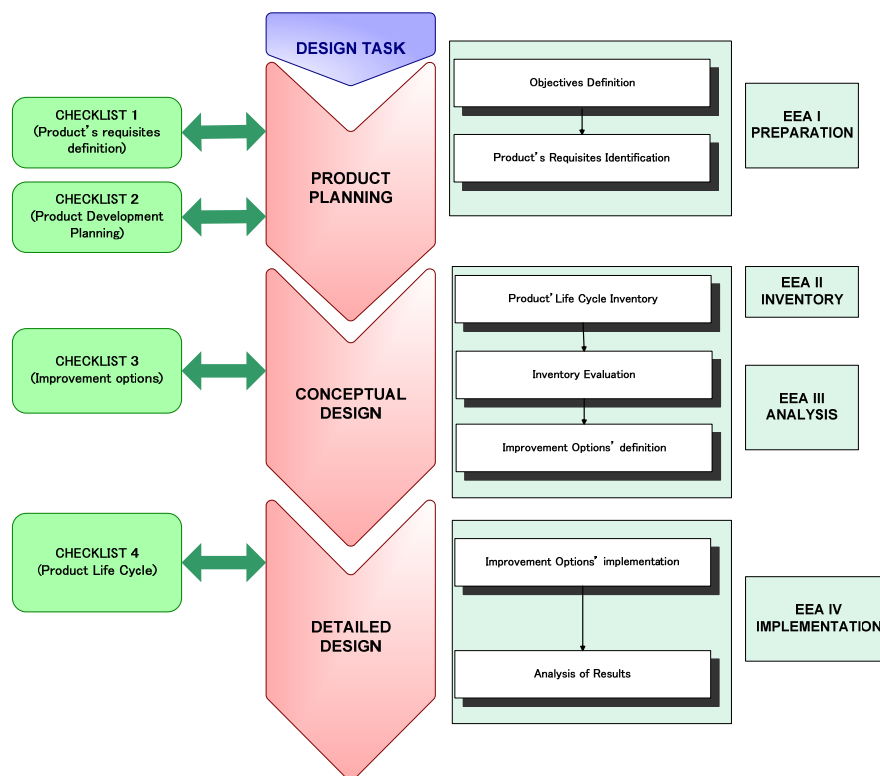 DESIGN TASK
CHECKLIST 1
(Product's requisites
definition)
CHECKLIST 2
(Product Development
Planning)
PRODUCT
PLANNING
Objectives Definition
Product's Requisites Identification
EEA I
PREPARATION
CHECKLIST 3
(Improvement options)
CONCEPTUAL
DESIGN
Product' Life Cycle Inventory
Inventory Evaluation
Improvement Options' definition
EEA II
INVENTORY
EEA III
ANALYSIS
CHECKLIST 4
(Product Life Cycle)
DETAILED
DESIGN
Improvement Options' implementation
Analysis of Results
EEA IV
IMPLEMENTATION